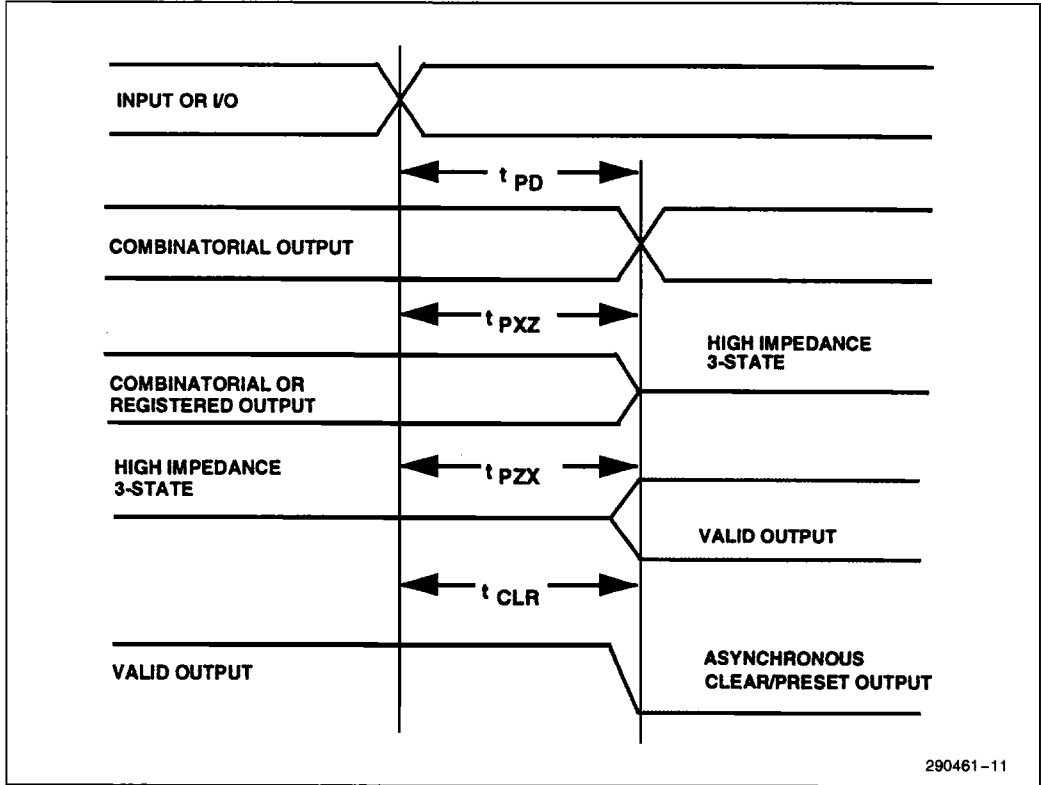 INPUT OR I/O
t PD
COMBINATORIAL OUTPUT
t PXZ
HIGH IMPEDANCE
3-STATE
COMBINATORIAL OR
REGISTERED OUTPUT
HIGH IMPEDANCE
3-STATE
t PZX
VALID OUTPUT
t CLR
VALID OUTPUT
ASYNCHRONOUS
CLEAR/PRESET OUTPUT
290461-11